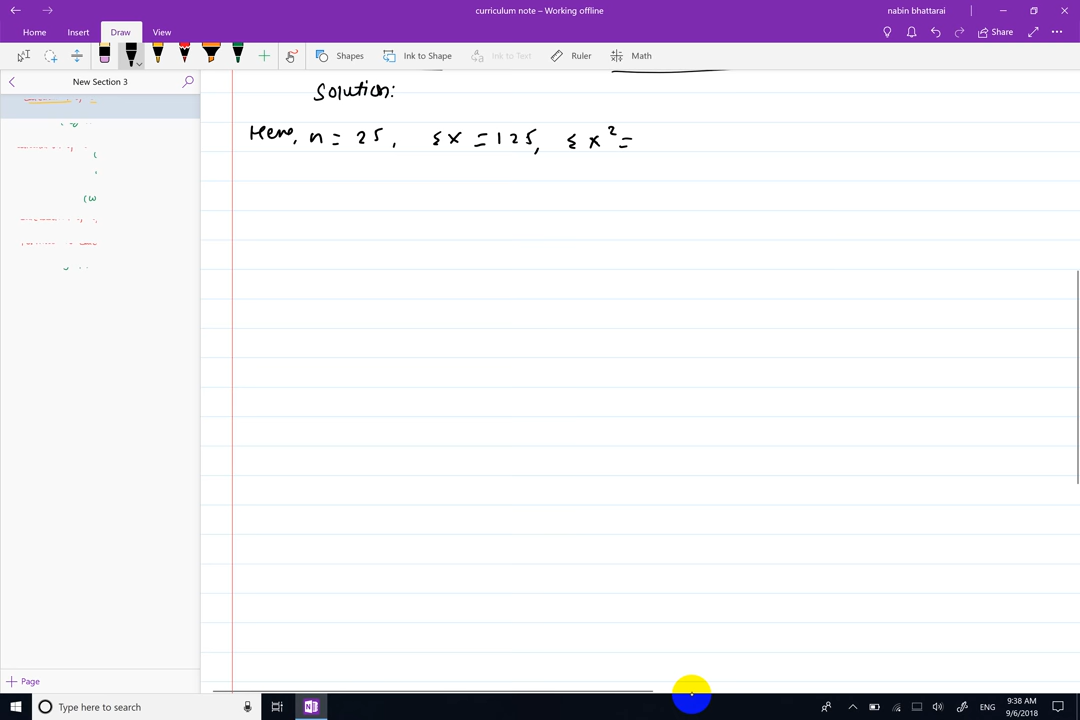 curriculum note – Working offline
nabin bhattarai
Home
Insert
Draw
View
Share
Shapes
Ink to Shape
Ink to Text
Ruler
Math
New Section 3
Solution:
Here, n = 25, Σx = 125, Σx² =
(w
+ Page
Type here to search
ENG
9:38 AM
9/6/2018